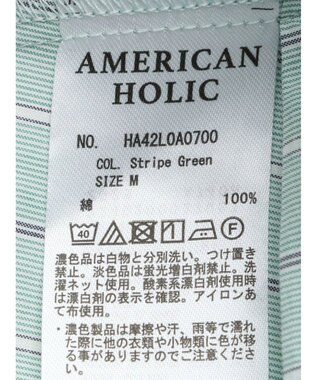 AMERICAN
HOLIC
NO. HA42L0A0700
COL. Stripe Green
SIZE M
綿 100%
40 F
濃色品は白物と分別洗い。つけ置き
禁止。淡色品は蛍光増白剤禁止。洗
濯ネット使用。酸素系漂白剤使用時
は漂白剤の表示を確認。アイロンあ
て布使用。
・濃色製品は摩擦や汗、雨等で濡れ
た際に他の衣類や小物類に色が移
る事がありますのでご注意下さい。